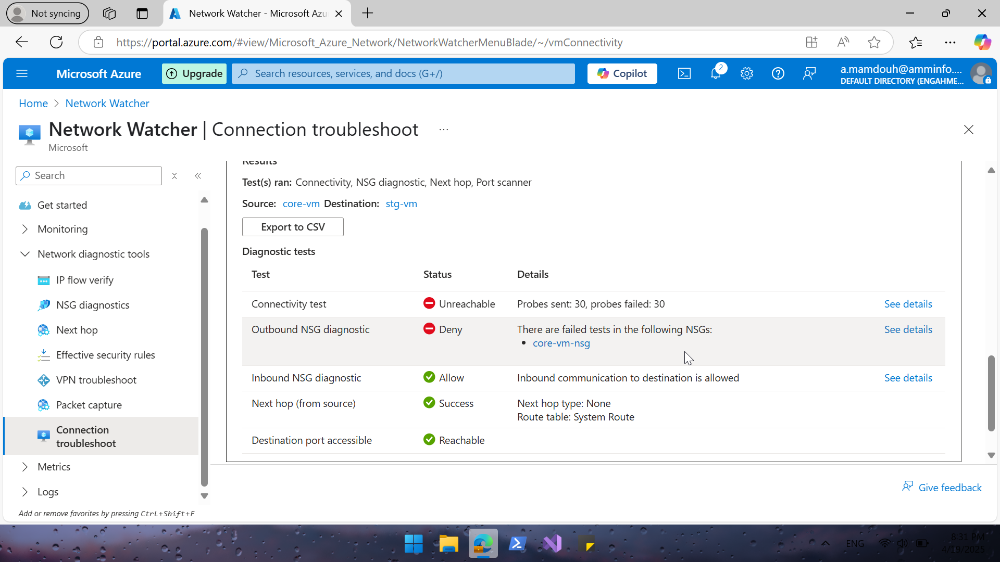 Not syncing
Network Watcher - Microsoft Azu
https://portal.azure.com/#view/Microsoft_Azure_Network/NetworkWatcherMenuBlade/~/vmConnectivity
Microsoft Azure
Upgrade
Search resources, services, and docs (G+/)
Copilot
2
a.mamdouh@amminfo....
DEFAULT DIRECTORY (ENGAHME...
Home > Network Watcher
Network Watcher | Connection troubleshoot
...
Microsoft
Search
Get started
Monitoring
Network diagnostic tools
IP flow verify
NSG diagnostics
Next hop
Effective security rules
VPN troubleshoot
Packet capture
Connection
troubleshoot
Metrics
Logs
Add or remove favorites by pressing Ctrl+Shift+F
Results
Test(s) ran: Connectivity, NSG diagnostic, Next hop, Port scanner
Source: core-vm Destination: stg-vm
Export to CSV
Diagnostic tests
Test Status Details
Connectivity test Unreachable Probes sent: 30, probes failed: 30 See details
Outbound NSG diagnostic Deny There are failed tests in the following NSGs: See details
• core-vm-nsg
Inbound NSG diagnostic Allow Inbound communication to destination is allowed See details
Next hop (from source) Success Next hop type: None
Route table: System Route
Destination port accessible Reachable
Give feedback
ENG
8:31 PM
4/19/2025